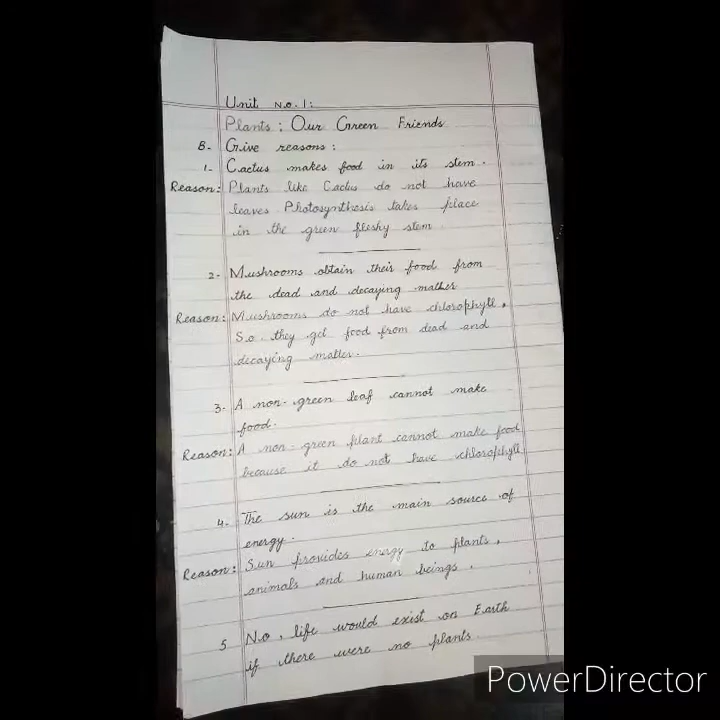 Unit No. 1:
Plants: Our Green Friends
B- Give reasons:
1- Cactus makes food in its stem.
Reason: Plants like Cactus do not have
leaves Photosynthesis takes place
in the green fleshy stem
2- Mushrooms obtain their food from
the dead and decaying matter
Reason: Mushrooms do not have chlorophyll,
So, they get food from dead and
decaying matter.
3- A non-green leaf cannot make
food.
Reason: A non-green plant cannot make food
because it do not have chlorophyll
4- The sun is the main source of
energy.
Reason: Sun provides energy to plants,
animals and human beings.
5 No, life would exist on Earth
if there were no plants.
PowerDirector